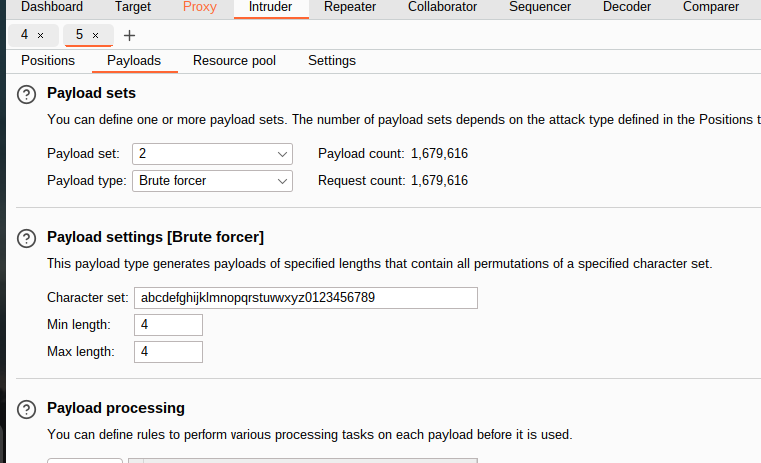 Dashboard Target Proxy Intruder Repeater Collaborator Sequencer Decoder Comparer
4 × 5 × +
Positions Payloads Resource pool Settings
Payload sets
You can define one or more payload sets. The number of payload sets depends on the attack type defined in the Positions t
Payload set: 2 Payload count: 1,679,616
Payload type: Brute forcer Request count: 1,679,616
Payload settings [Brute forcer]
This payload type generates payloads of specified lengths that contain all permutations of a specified character set.
Character set: abcdefghijklmnopqrstuvwxyz0123456789
Min length: 4
Max length: 4
Payload processing
You can define rules to perform various processing tasks on each payload before it is used.